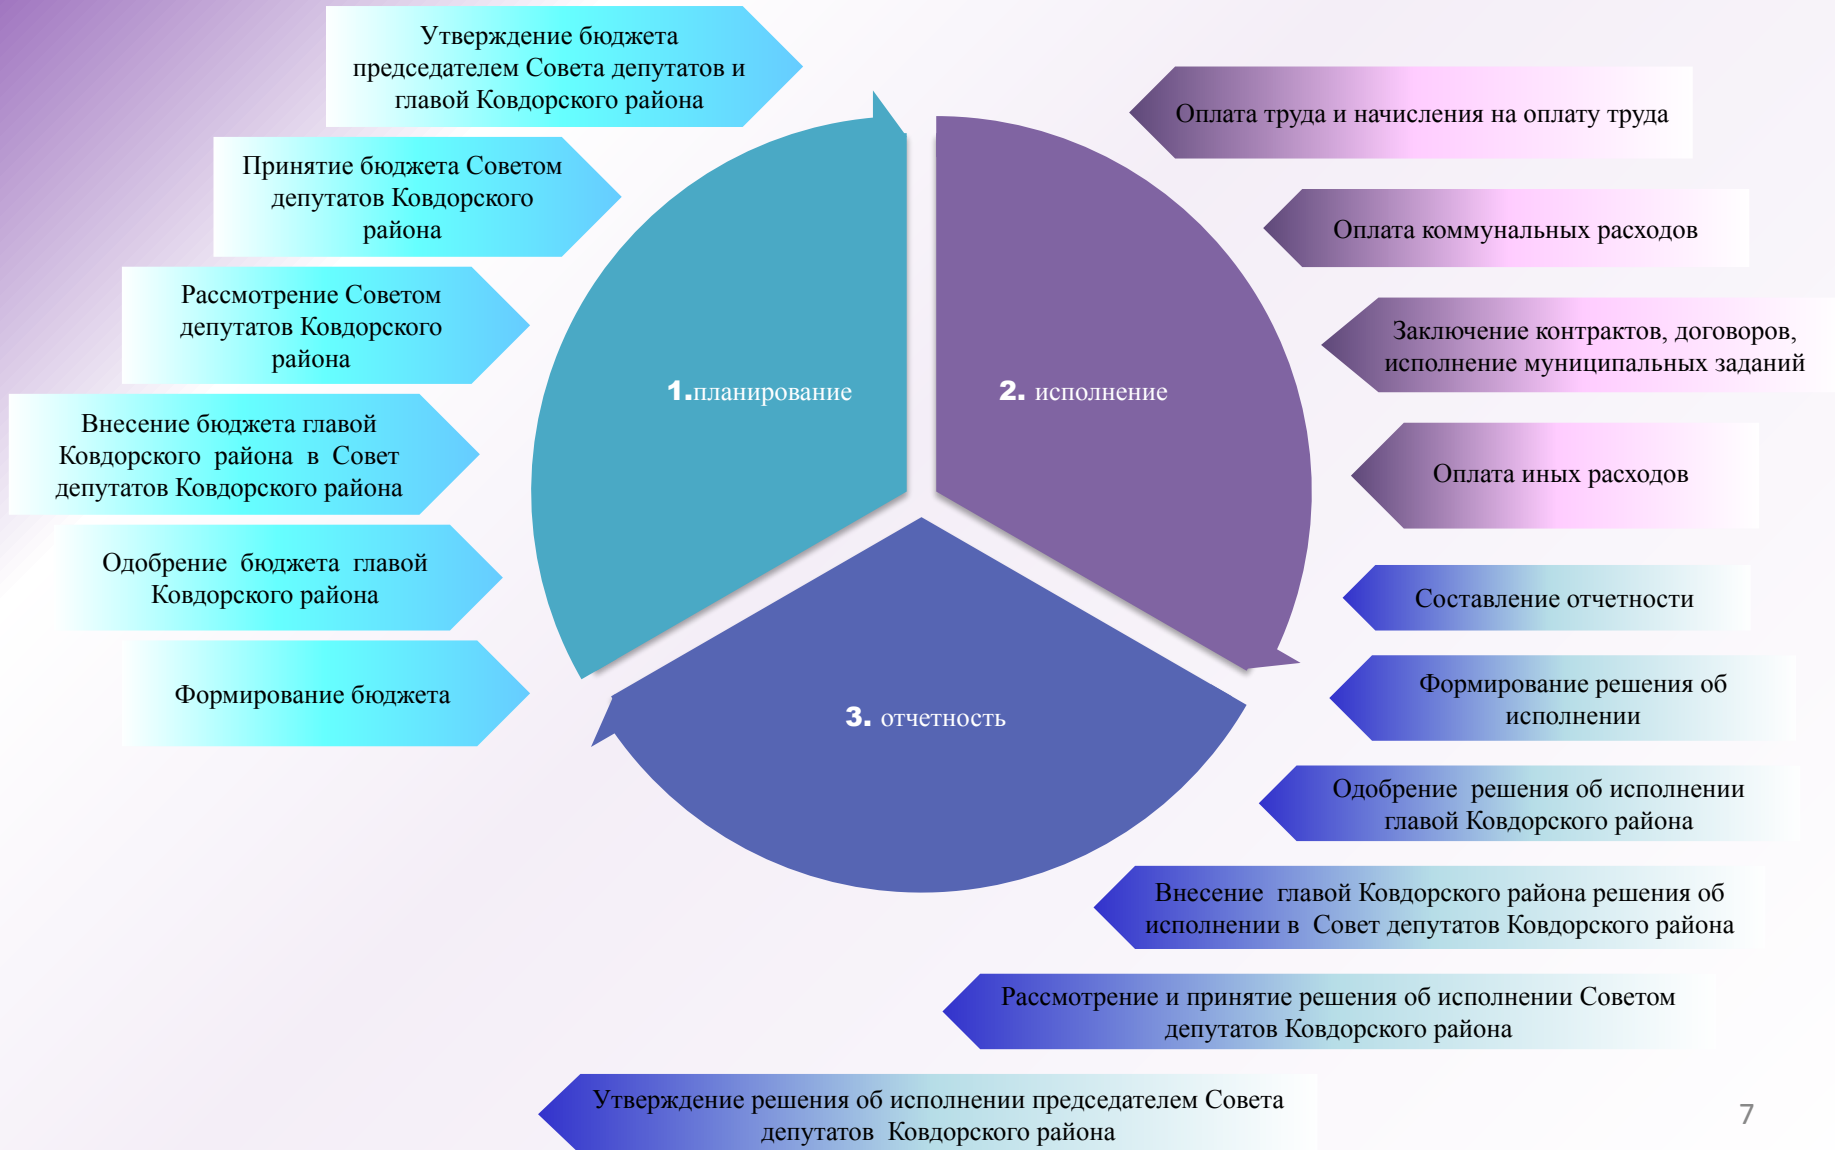 Утверждение бюджета
председателем Совета депутатов и
главой Ковдорского района
Принятие бюджета Советом
депутатов Ковдорского
района
Рассмотрение Советом
депутатов Ковдорского
района
Внесение бюджета главой
Ковдорского района в Совет
депутатов Ковдорского района
Одобрение бюджета главой
Ковдорского района
Формирование бюджета
1.планирование
2. исполнение
3. отчетность
Оплата труда и начисления на оплату труда
Оплата коммунальных расходов
Заключение контрактов, договоров,
исполнение муниципальных заданий
Оплата иных расходов
Составление отчетности
Формирование решения об
исполнении
Одобрение решения об исполнении
главой Ковдорского района
Внесение главой Ковдорского района решения об
исполнении в Совет депутатов Ковдорского района
Рассмотрение и принятие решения об исполнении Советом
депутатов Ковдорского района
Утверждение решения об исполнении председателем Совета
депутатов Ковдорского района
7